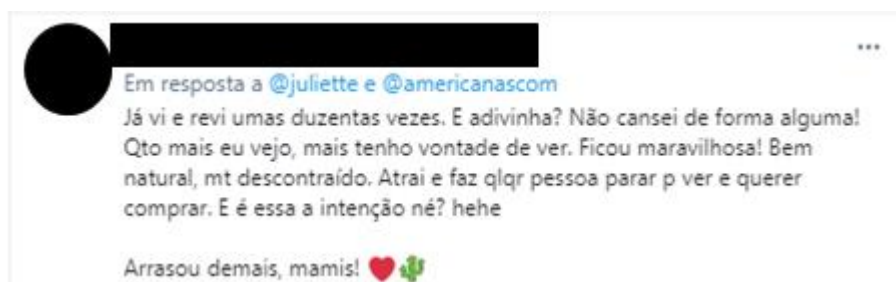 Em resposta a @juliette e @americanascom
Já vi e revi umas duzentas vezes. E adivinha? Não cansei de forma alguma!
Qto mais eu vejo, mais tenho vontade de ver. Ficou maravilhosa! Bem
natural, mt descontraído. Atrai e faz qlqr pessoa parar p ver e querer
comprar. E é essa a intenção né? hehe
Arrasou demais, mamis! ❤️🌵